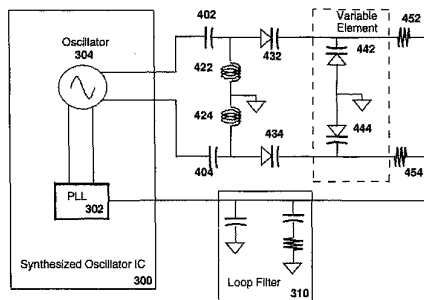 402
Variable
Element
452
Oscillator
304
432
442
422
424
434
444
404
454
PLL
302
Synthesized Oscillator IC
300
Loop Filter
310